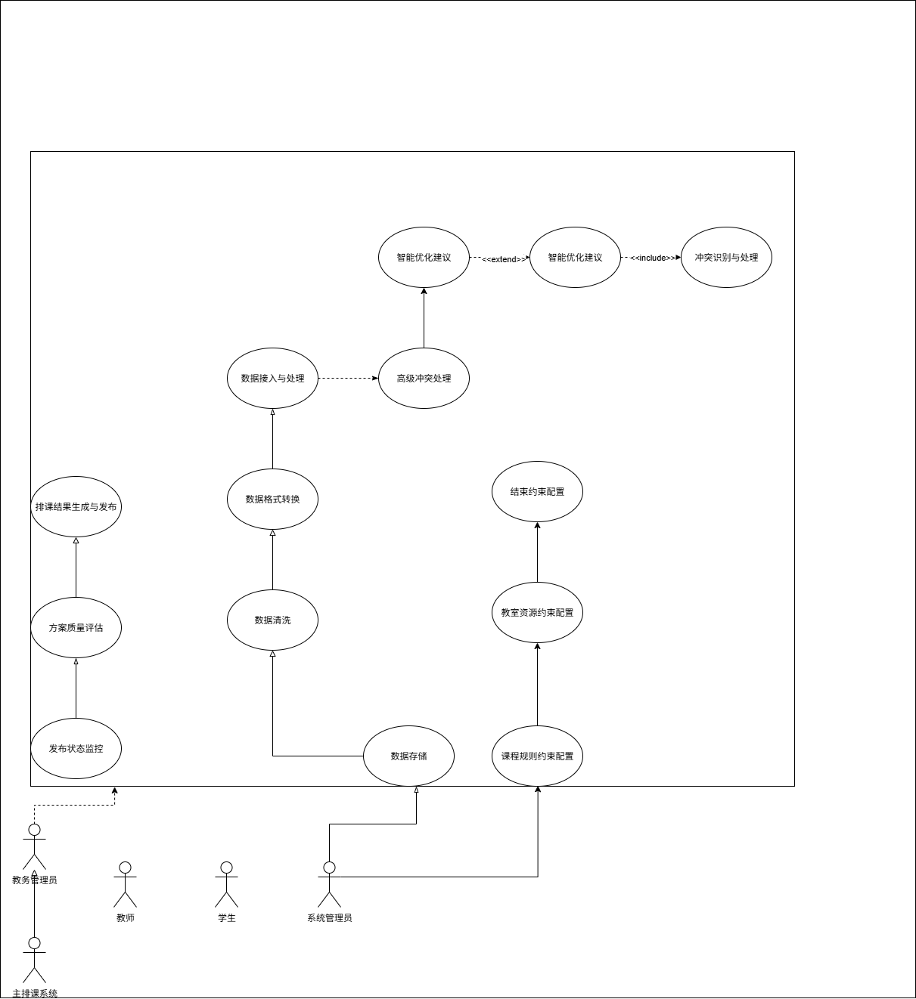 智能优化建议
<<extend>>
智能优化建议
<<include>>
冲突识别与处理
数据接入与处理
高级冲突处理
排课结果生成与发布
数据格式转换
结束约束配置
方案质量评估
数据清洗
教室资源约束配置
发布状态监控
数据存储
课程规则约束配置
教务管理员
教师
学生
系统管理员
主排课系统